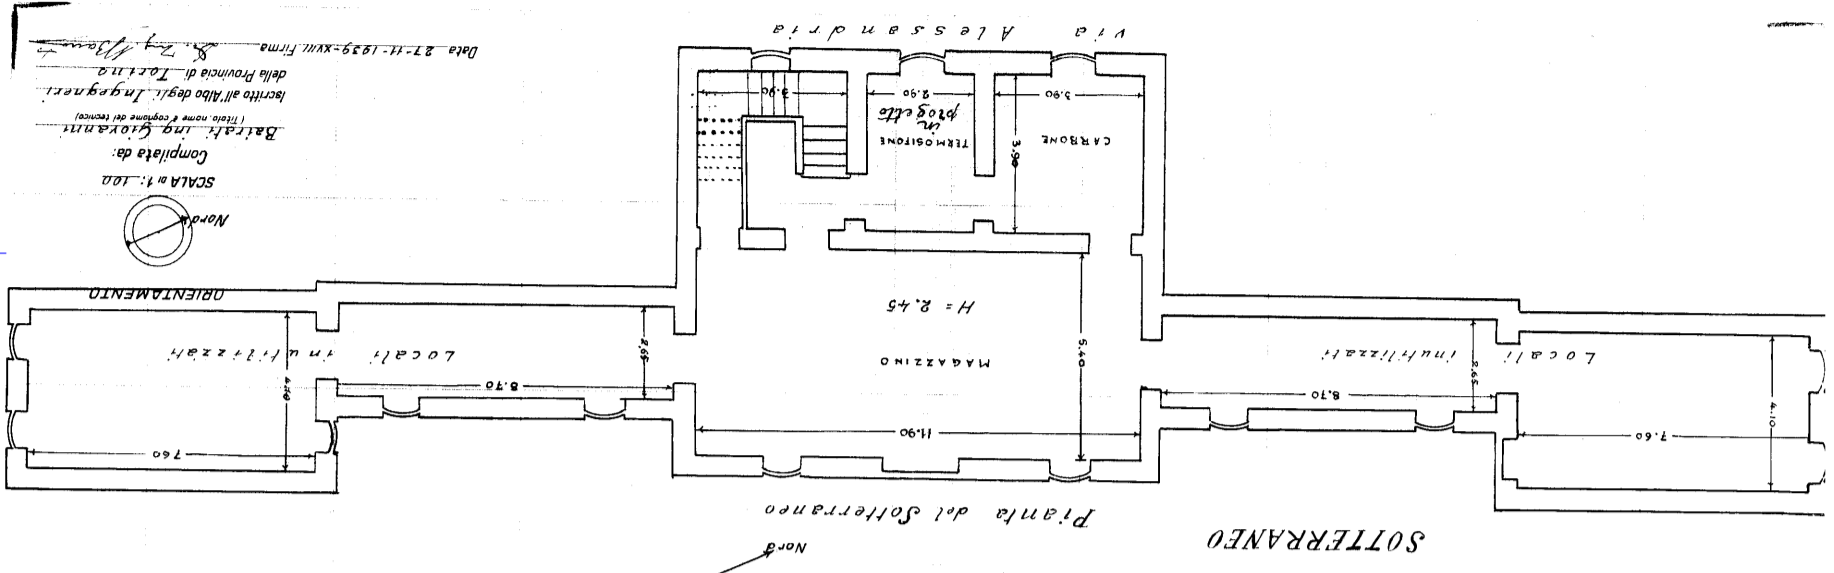 SOTTERRANEO
Nord
Pianta del Sotterraneo
7.60
4.10
Locali inutilizzati
8.70
2.65
11.90
5.40
MAGAZZINO
H = 2.45
8.70
2.65
Locali inutilizzati
760
4.10
CARBONE
3.90
3.90
TERMOSIFONE
in
progetto
2.90
3.90
via Alessandria
ORIENTAMENTO
Nord
SCALA DI 1: 100
Compilata da:
Bairati ing Giovanni
(Titolo, nome e cognome del tecnico)
Iscritto all'Albo degli Ingegneri
della Provincia di Torino
Data 27-11-1939-XVIII Firma Dr. Ing.